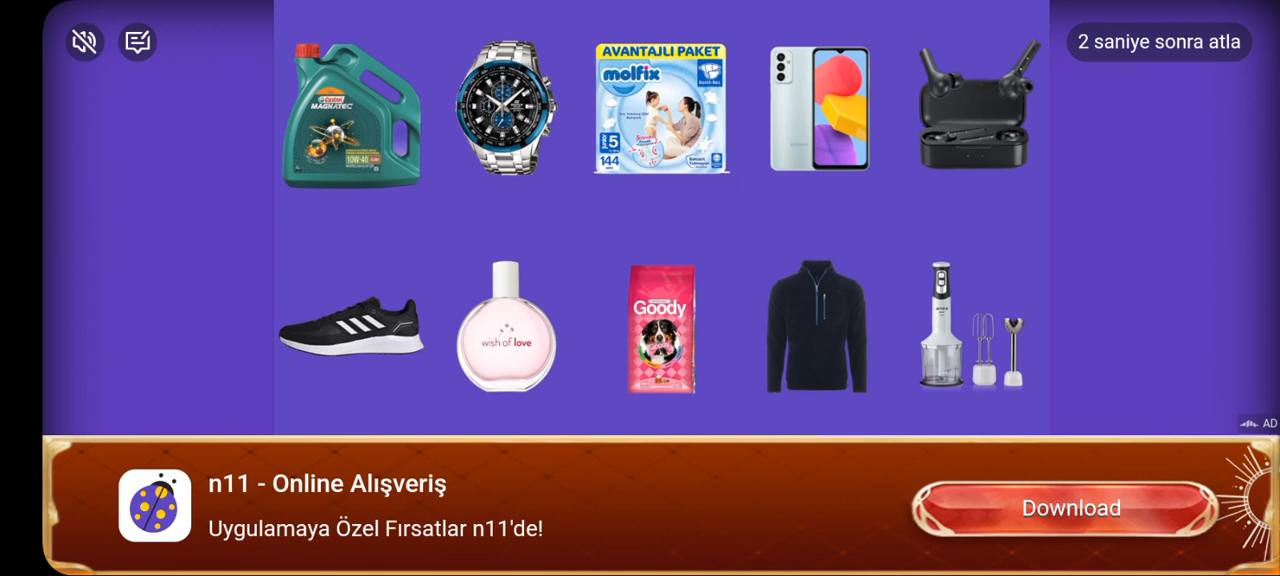 2 saniye sonra atla
AVANTAJLI PAKET
molfix
5
144
Castrol
MAGNATEC
10W-40
wish of love
Goody
AD
n11 - Online Alışveriş
Uygulamaya Özel Fırsatlar n11'de!
Download